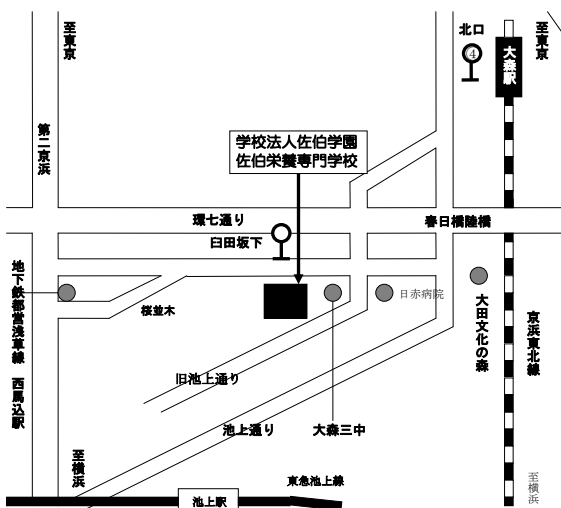 北口
④
至東京
至東京
大森駅
第二京浜
学校法人佐伯学園
佐伯栄養専門学校
環七通り
春日橋陸橋
臼田坂下
地下鉄都営浅草線 西馬込駅
日赤病院
桜並木
大田文化の森
京浜東北線
旧池上通り
池上通り
大森三中
至横浜
東急池上線
至横浜
池上駅